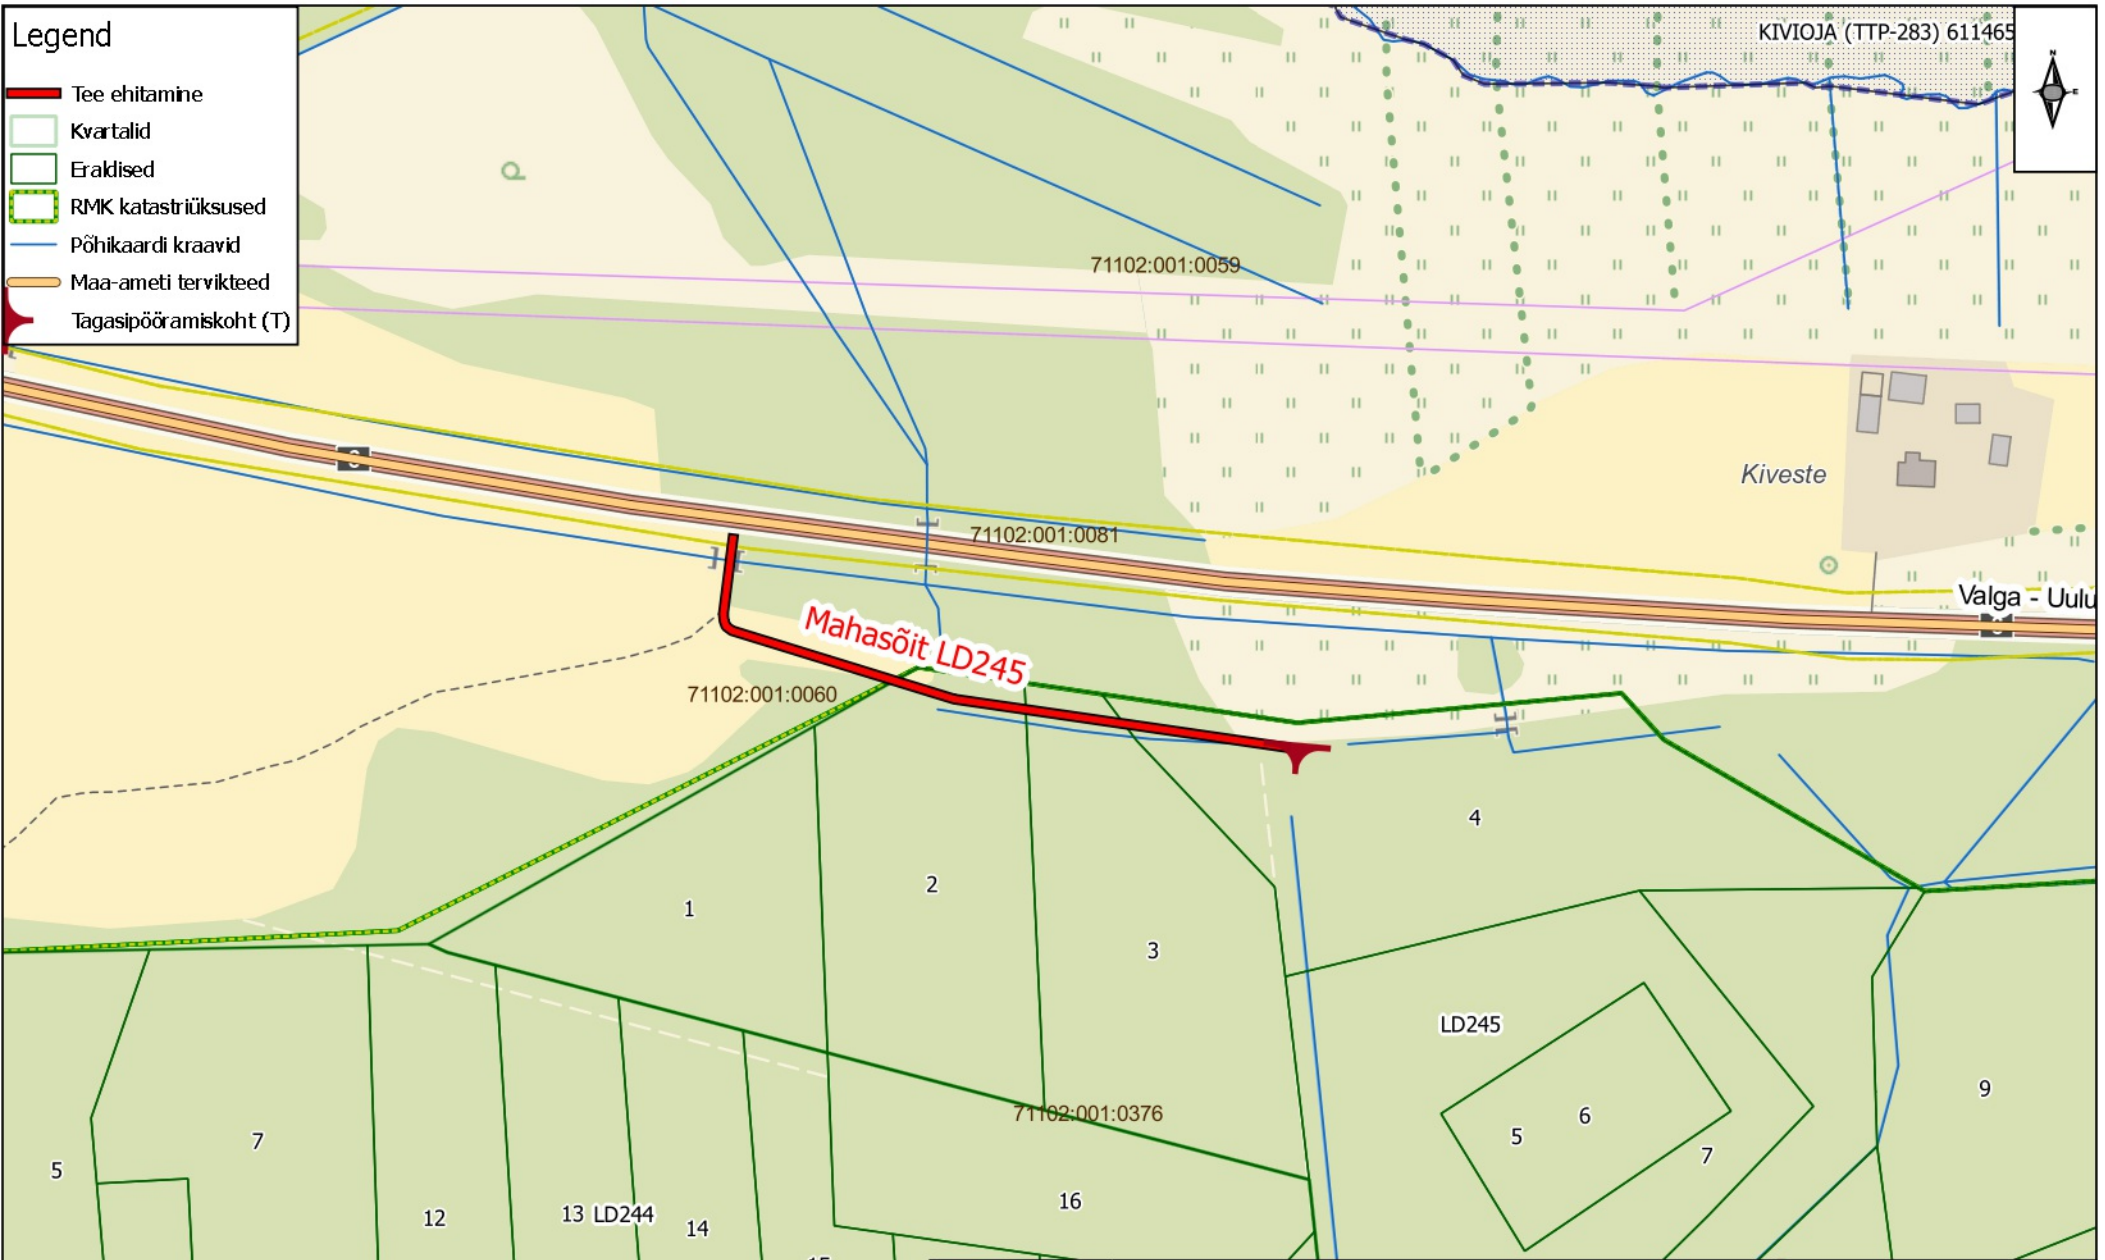 Legend
Tee ehitamine
Kvartalid
Eraldised
RMK katastriüksused
Põhikaardi kraavid
Maa-ameti tervikteed
Tagasipööramiskoht (T)
KIVIOJA (TTP-283) 611465
N
E
71102:001:0059
Kiveste
71102:001:0081
Valga - Uulu
Mahasõit LD245
71102:001:0060
4
2
1
3
LD245
9
71102:001:0376
6
5
7
7
5
16
12
13 LD244
14